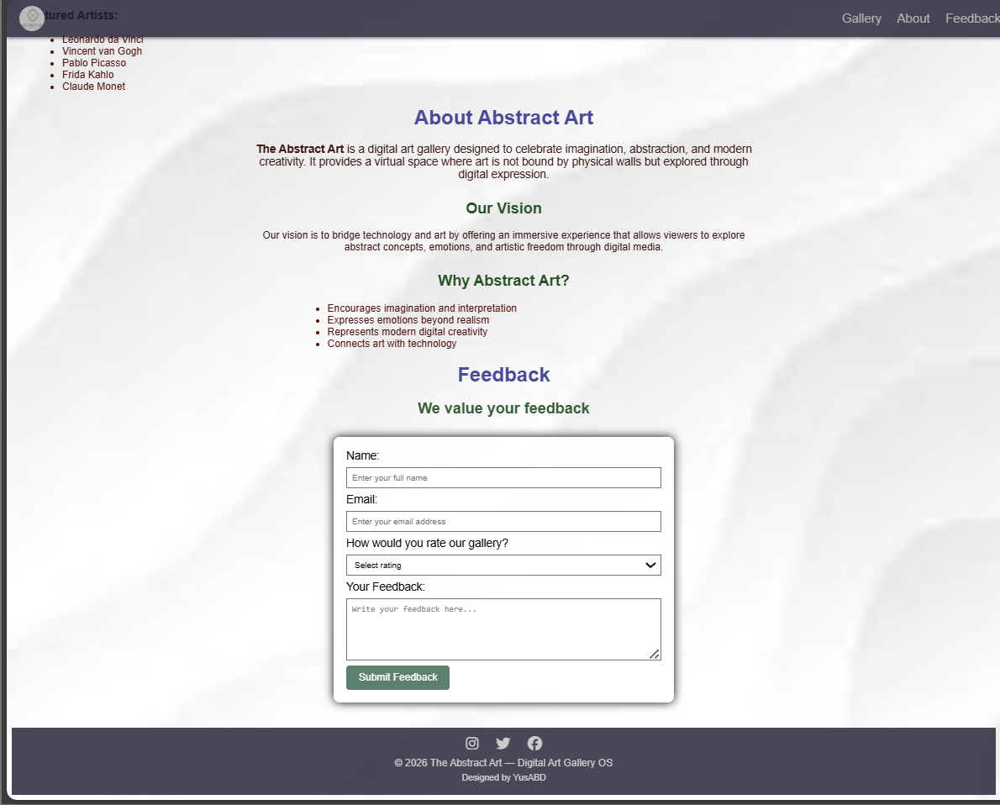 tured Artists:
Gallery About Feedback
Leonardo da Vinci
Vincent van Gogh
Pablo Picasso
Frida Kahlo
Claude Monet
About Abstract Art
The Abstract Art is a digital art gallery designed to celebrate imagination, abstraction, and modern
creativity. It provides a virtual space where art is not bound by physical walls but explored through
digital expression.
Our Vision
Our vision is to bridge technology and art by offering an immersive experience that allows viewers to explore
abstract concepts, emotions, and artistic freedom through digital media.
Why Abstract Art?
Encourages imagination and interpretation
Expresses emotions beyond realism
Represents modern digital creativity
Connects art with technology
Feedback
We value your feedback
Name:
Enter your full name
Email:
Enter your email address
How would you rate our gallery?
Select rating
Your Feedback:
Write your feedback here...
Submit Feedback
© 2026 The Abstract Art — Digital Art Gallery OS
Designed by YusABD